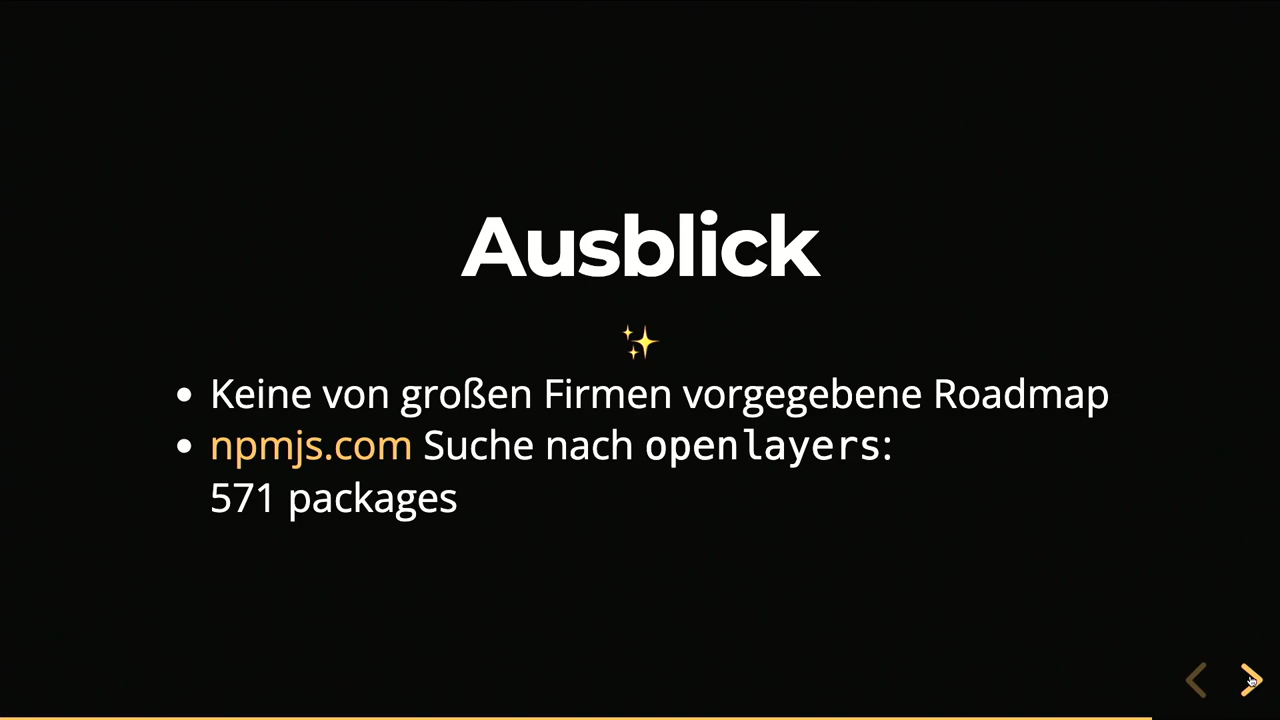 Ausblick
✨
• Keine von großen Firmen vorgegebene Roadmap
• npmjs.com Suche nach openlayers:
571 packages